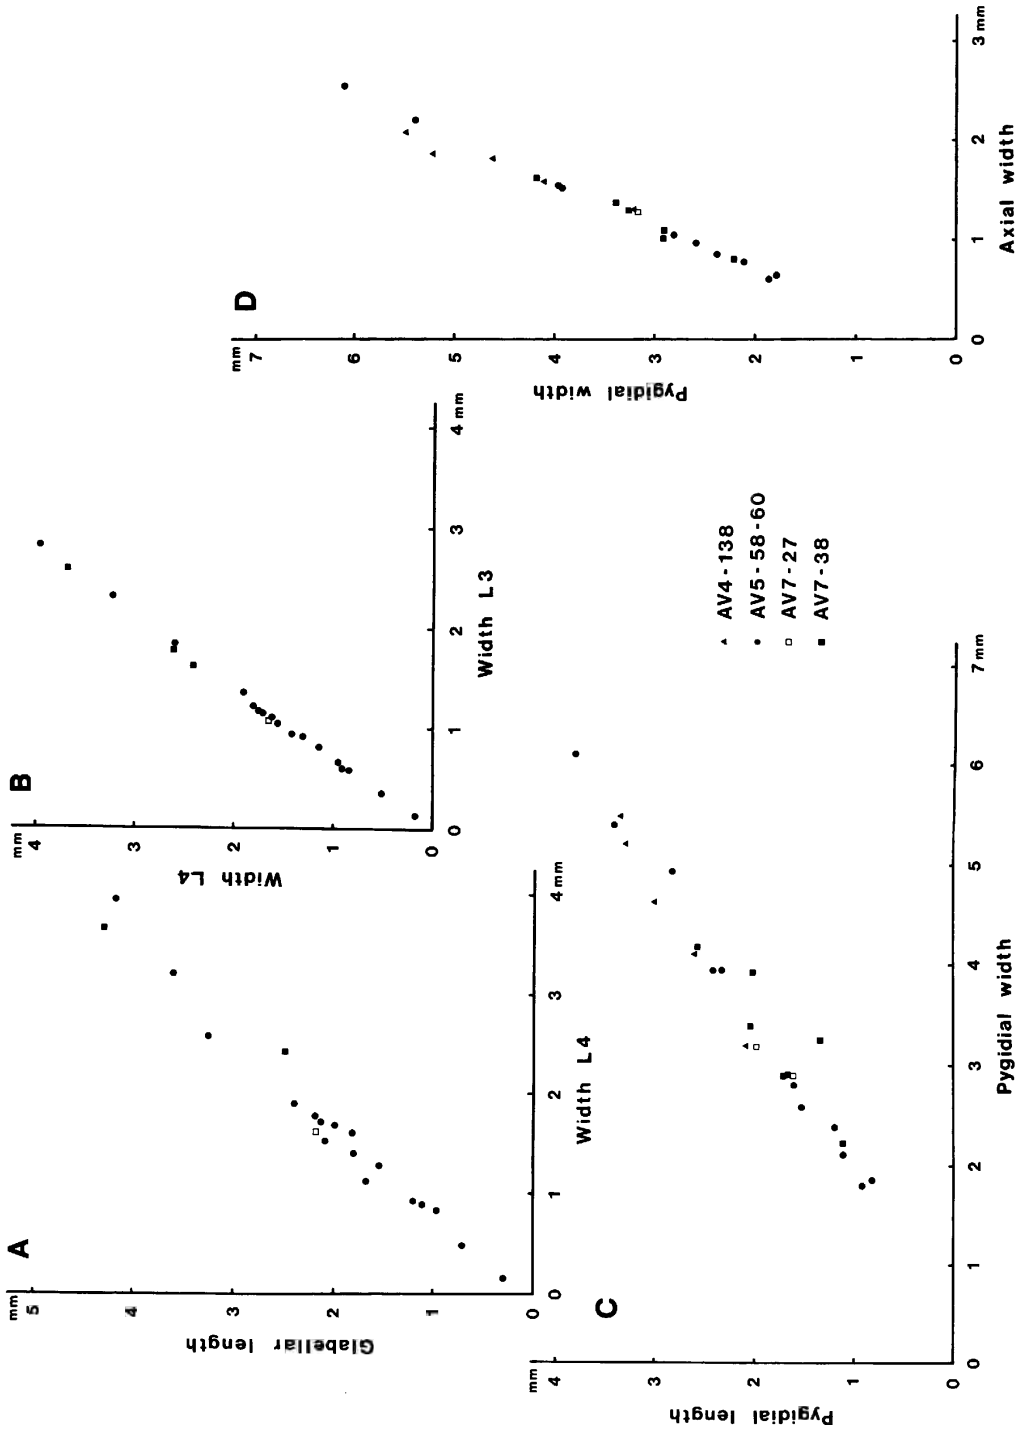 A
mm
5
4
3
2
1
0
Glabellar length
0
1
2
3
4 mm
Width L4
B
mm
4
3
2
1
0
Width L4
0
1
2
3
4 mm
Width L3
C
mm
4
3
2
1
0
Pygidial length
0
1
2
3
4
5
6
7 mm
Pygidial width
AV4-138
AV5-58-60
AV7-27
AV7-38
D
mm
7
6
5
4
3
2
1
0
Pygidial width
0
1
2
3 mm
Axial width